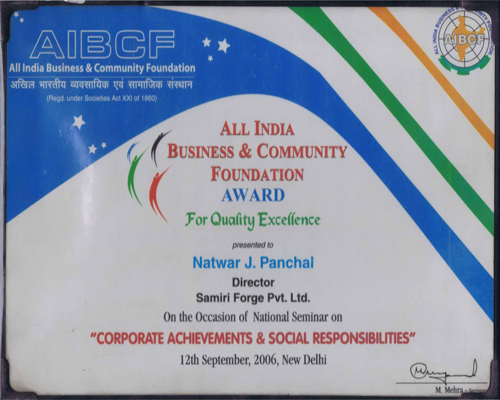 AIBCF
All India Business & Community Foundation
अखिल भारतीय व्यवसायिक एवं सामाजिक संस्थान
(Regd. under Societies Act XXI of 1860)
AIBCF
ALL INDIA
BUSINESS & COMMUNITY
FOUNDATION
AWARD
For Quality Excellence
presented to
Natwar J. Panchal
Director
Samiri Forge Pvt. Ltd.
On the Occasion of National Seminar on
"CORPORATE ACHIEVEMENTS & SOCIAL RESPONSIBILITIES"
12th September, 2006, New Delhi
M. Mehra